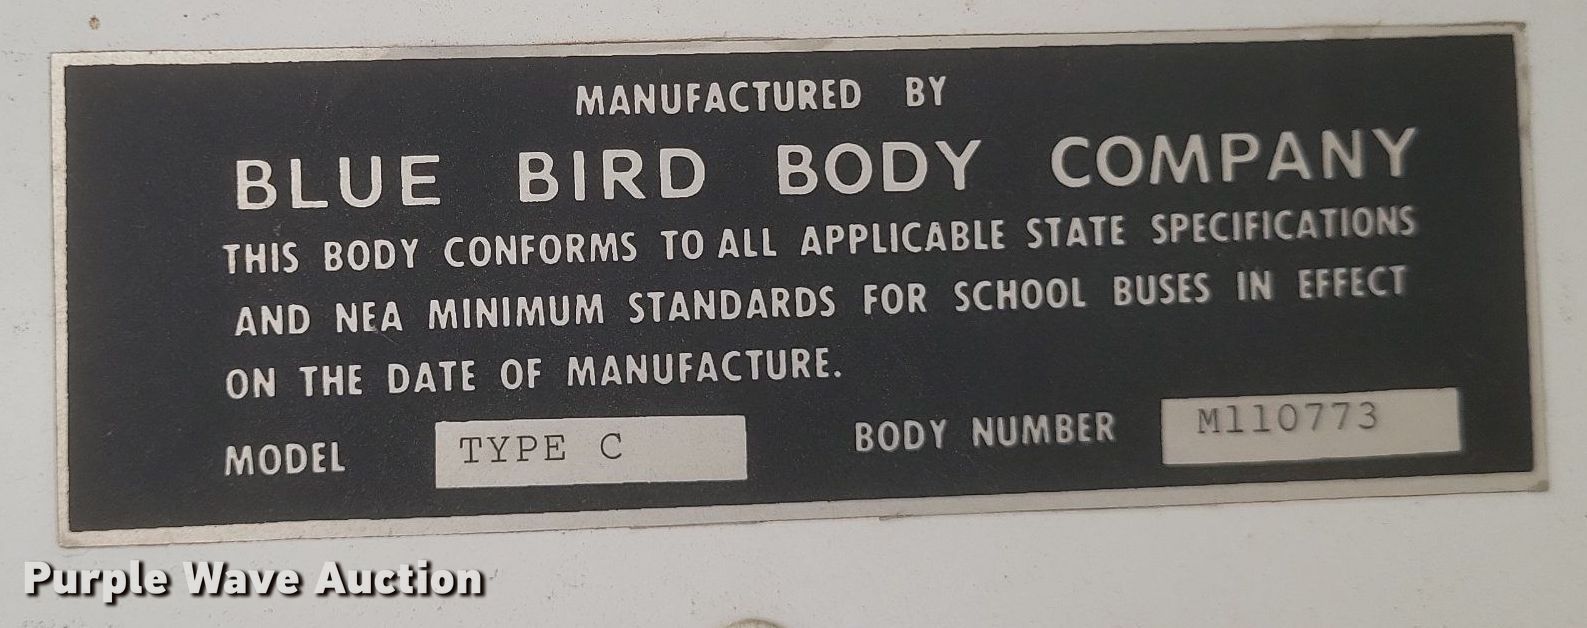 MANUFACTURED BY
BLUE BIRD BODY COMPANY
THIS BODY CONFORMS TO ALL APPLICABLE STATE SPECIFICATIONS
AND NEA MINIMUM STANDARDS FOR SCHOOL BUSES IN EFFECT
ON THE DATE OF MANUFACTURE.
MODEL TYPE C BODY NUMBER M110773
Purple Wave Auction